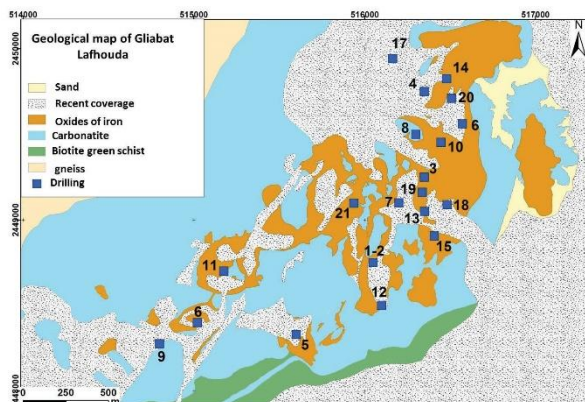 514000 515000 516000 517000
N
2450000
Geological map of Gliabat
Lafhouda
Sand
Recent coverage
Oxides of iron
Carbonatite
Biotite green schist
gneiss
Drilling
17
14
4
20
6
8
10
3
19
7
18
21
13
2449000
15
1-2
11
12
6
5
9
2448000
0 250 500
m